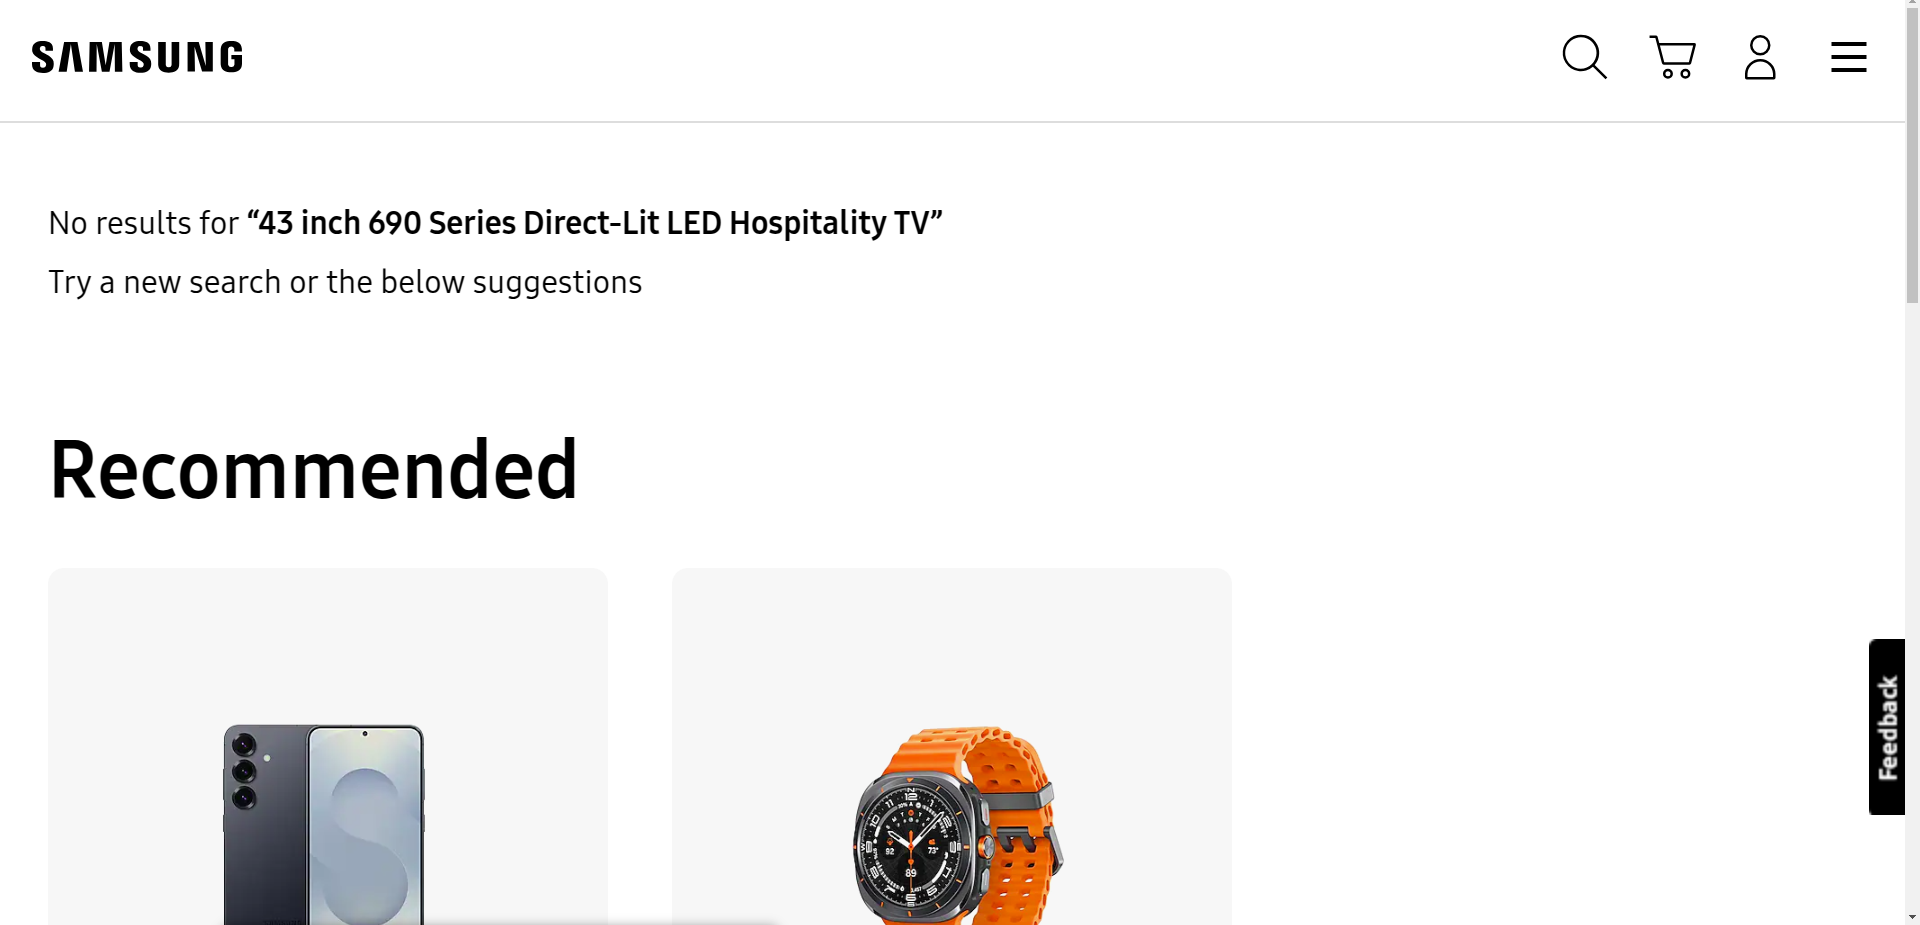 SAMSUNG
No results for “43 inch 690 Series Direct-Lit LED Hospitality TV”
Try a new search or the below suggestions
Recommended
Feedback